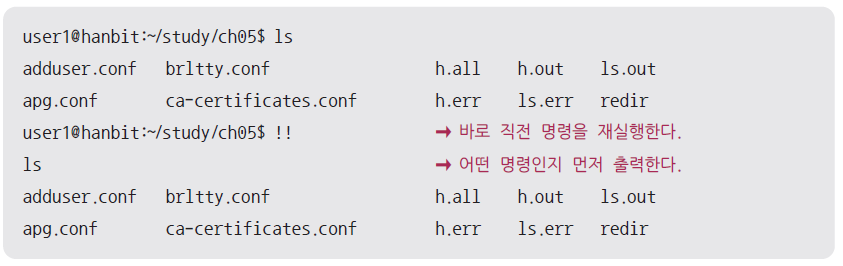 user1@hanbit:~/study/ch05$ ls
adduser.conf brltty.conf h.all h.out ls.out
apg.conf ca-certificates.conf h.err ls.err redir
user1@hanbit:~/study/ch05$ !! → 바로 직전 명령을 재실행한다.
ls → 어떤 명령인지 먼저 출력한다.
adduser.conf brltty.conf h.all h.out ls.out
apg.conf ca-certificates.conf h.err ls.err redir